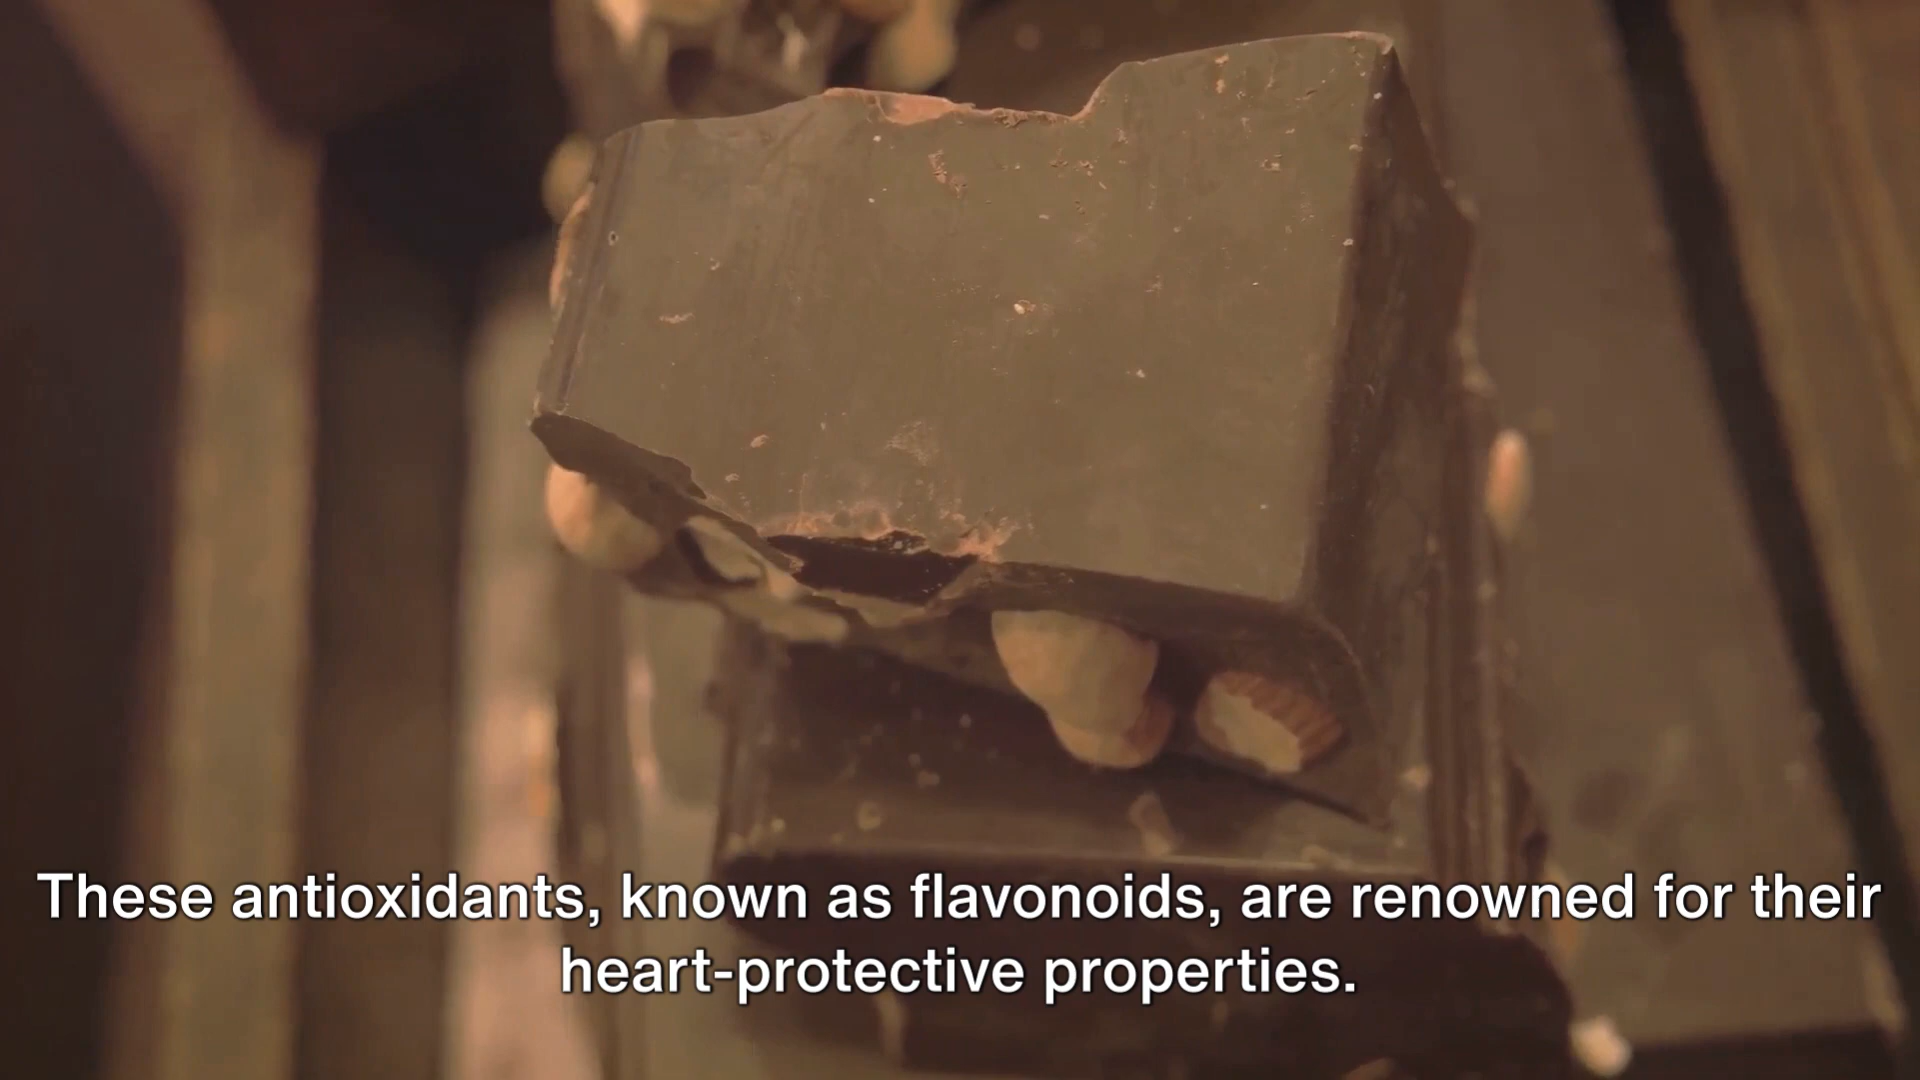 These antioxidants, known as flavonoids, are renowned for their
heart-protective properties.